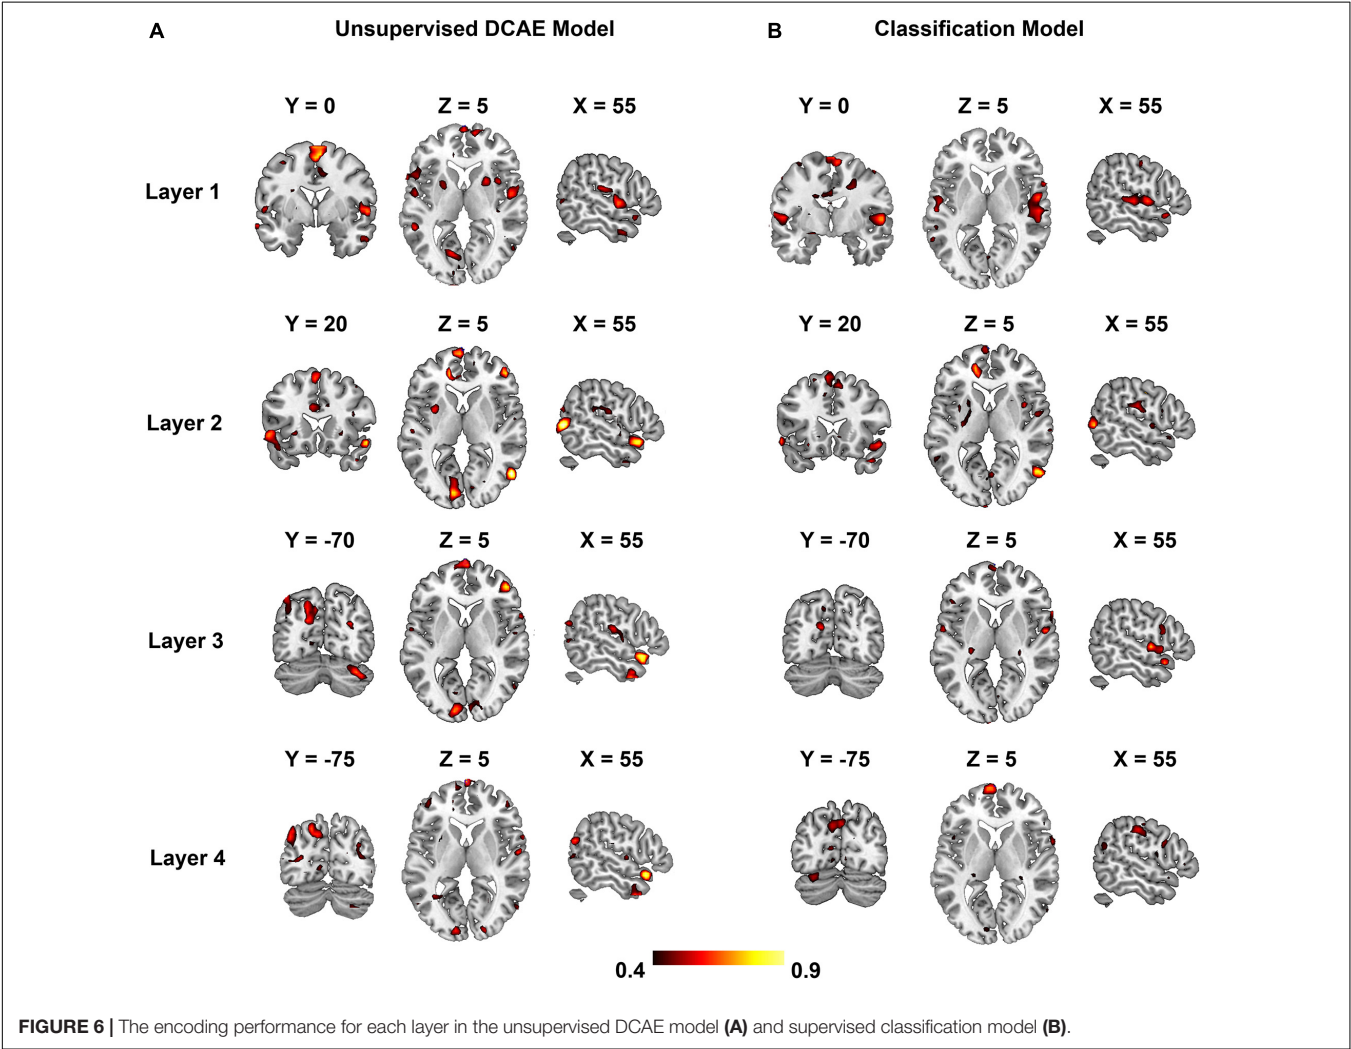 A Unsupervised DCAE Model B Classification Model
Y = 0 Z = 5 X = 55 Y = 0 Z = 5 X = 55
Layer 1
Y = 20 Z = 5 X = 55 Y = 20 Z = 5 X = 55
Layer 2
Y = -70 Z = 5 X = 55 Y = -70 Z = 5 X = 55
Layer 3
Y = -75 Z = 5 X = 55 Y = -75 Z = 5 X = 55
Layer 4
0.4 0.9
FIGURE 6 | The encoding performance for each layer in the unsupervised DCAE model (A) and supervised classification model (B).